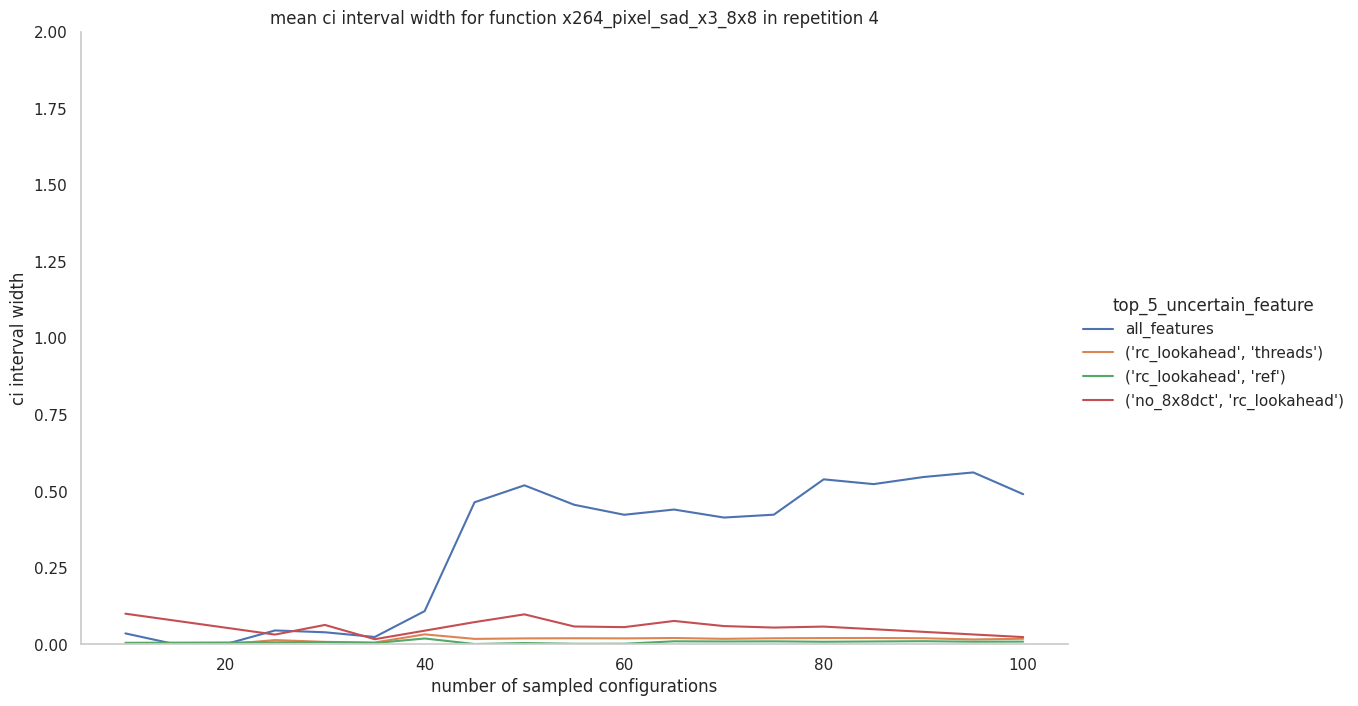 mean ci interval width for function x264_pixel_sad_x3_8x8 in repetition 4
2.00
1.75
1.50
1.25
1.00
0.75
0.50
0.25
0.00
ci interval width
20
40
60
80
100
number of sampled configurations
top_5_uncertain_feature
all_features
('rc_lookahead', 'threads')
('rc_lookahead', 'ref')
('no_8x8dct', 'rc_lookahead')